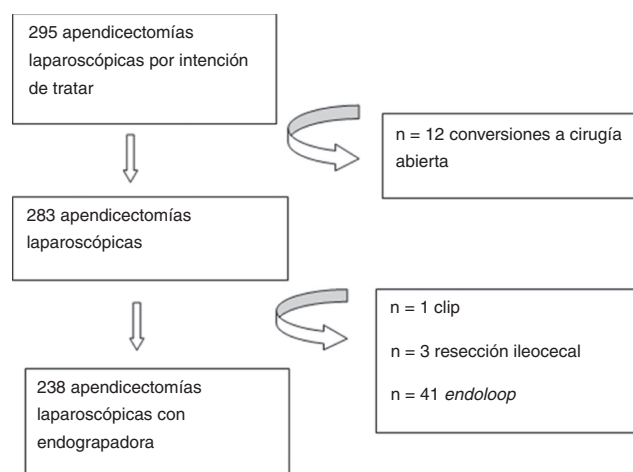 295 apendicectomías
laparoscópicas por intención
de tratar
n = 12 conversiones a cirugía
abierta
283 apendicectomías
laparoscópicas
n = 1 clip
n = 3 resección ileocecal
n = 41 endoloop
238 apendicectomías
laparoscópicas con
endograpadora